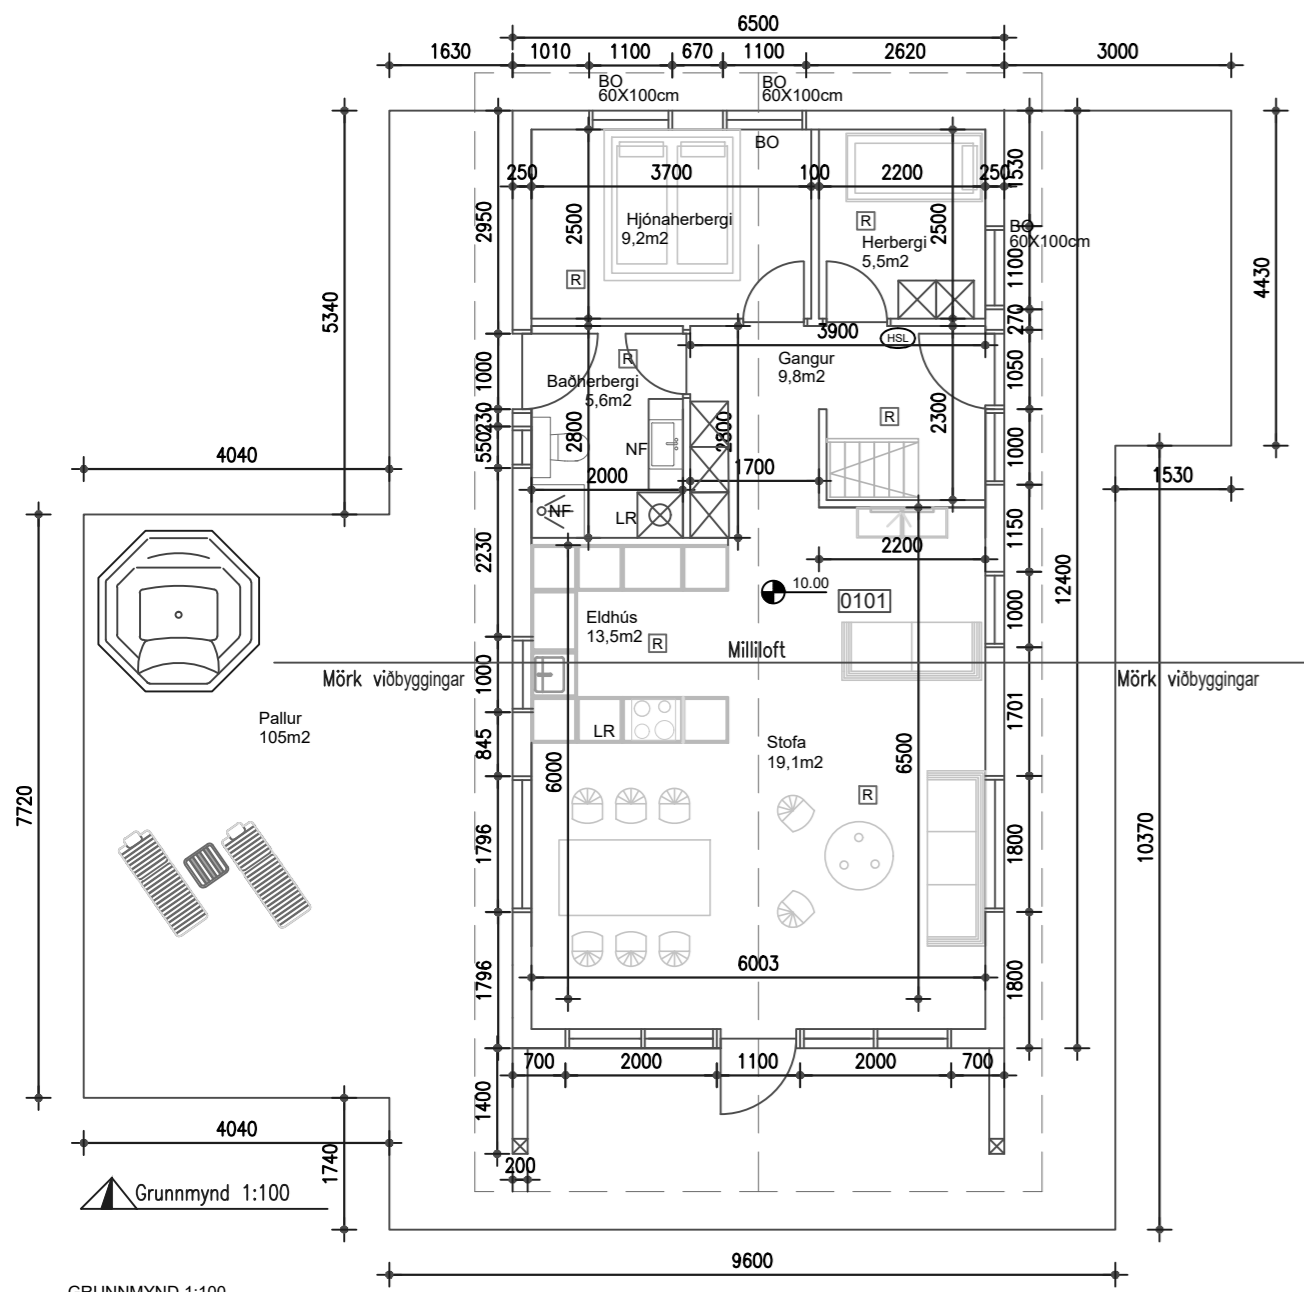 6500
1630 1010 1100 670 1100 2620 3000
BO BO
60X100cm 60X100cm
BO
250 3700 100 2200 250 530
Hjónaherbergi
9,2m2
2500
R
R
Herbergi
5,5m2
2500
BO
60X100cm
2950
5340
1100
4430
270
3900
HSL
Gangur
9,8m2
R
Baðherbergi
5,6m2
1000
1050
230
550
2800
NF
2800
R
2300
1000
4040
2000
1700
1530
NF
LR
2230
2200
1150
12400
10.00
0101
Eldhús
13,5m2
R
1000
Milliloft
Mörk viðbyggingar
Mörk viðbyggingar
1000
1701
Pallur
105m2
845
LR
Stofa
19,1m2
6000
6500
R
7720
1796
1800
10370
6003
1796
1800
700 2000 1100 2000 700
1400
4040
1740
200
Grunnmynd 1:100
9600
GRUNNMYND 1:100